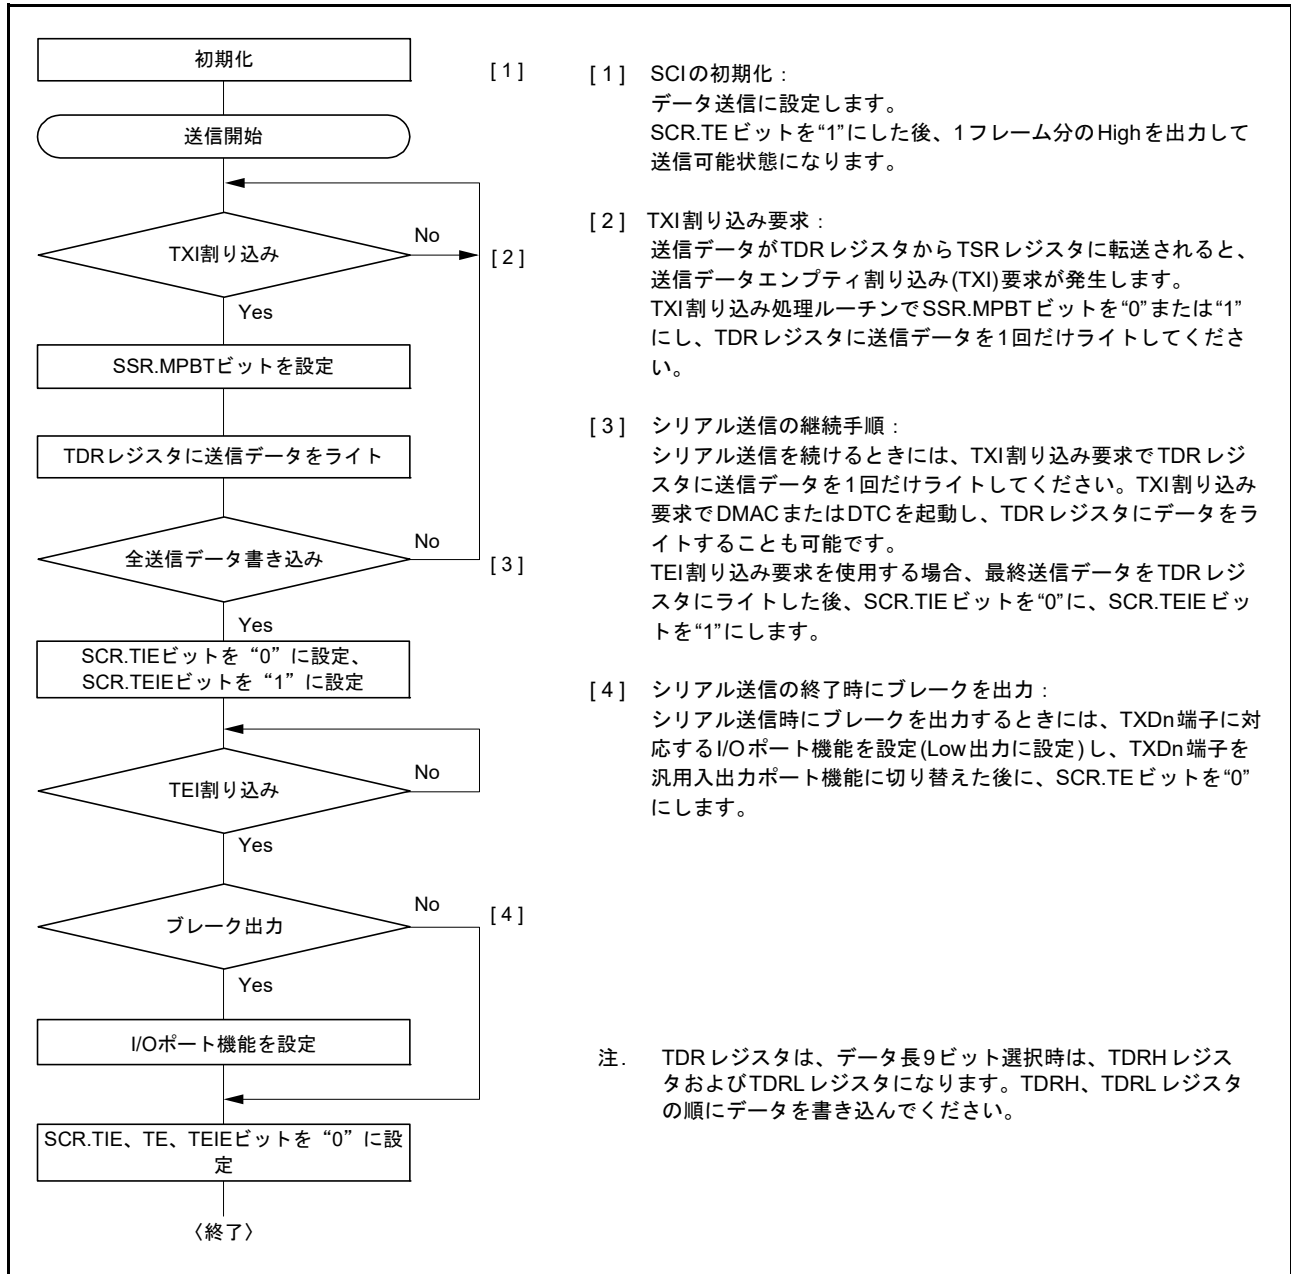 初期化
[ 1 ]
送信開始
TXI割り込み
No
[ 2 ]
Yes
SSR.MPBTビットを設定
TDRレジスタに送信データをライト
全送信データ書き込み
No
[ 3 ]
Yes
SCR.TIEビットを“0”に設定、
SCR.TEIEビットを“1”に設定
TEI割り込み
No
Yes
ブレーク出力
No
[ 4 ]
Yes
I/Oポート機能を設定
SCR.TIE、TE、TEIEビットを“0”に設
定
〈終了〉
[ 1 ] SCIの初期化：
データ送信に設定します。
SCR.TEビットを“1”にした後、1フレーム分のHighを出力して
送信可能状態になります。
[ 2 ] TXI割り込み要求：
送信データがTDRレジスタからTSRレジスタに転送されると、
送信データエンプティ割り込み(TXI)要求が発生します。
TXI割り込み処理ルーチンでSSR.MPBTビットを“0”または“1”
にし、TDRレジスタに送信データを1回だけライトしてくださ
い。
[ 3 ] シリアル送信の継続手順：
シリアル送信を続けるときには、TXI割り込み要求でTDRレジ
スタに送信データを1回だけライトしてください。TXI割り込み
要求でDMACまたはDTCを起動し、TDRレジスタにデータをラ
イトすることも可能です。
TEI割り込み要求を使用する場合、最終送信データをTDRレジ
スタにライトした後、SCR.TIEビットを“0”に、SCR.TEIEビッ
トを“1”にします。
[ 4 ] シリアル送信の終了時にブレークを出力：
シリアル送信時にブレークを出力するときには、TXDn端子に対
応するI/Oポート機能を設定(Low出力に設定)し、TXDn端子を
汎用入出力ポート機能に切り替えた後に、SCR.TEビットを“0”
にします。
注. TDRレジスタは、データ長9ビット選択時は、TDRHレジス
タおよびTDRLレジスタになります。TDRH、TDRLレジスタ
の順にデータを書き込んでください。